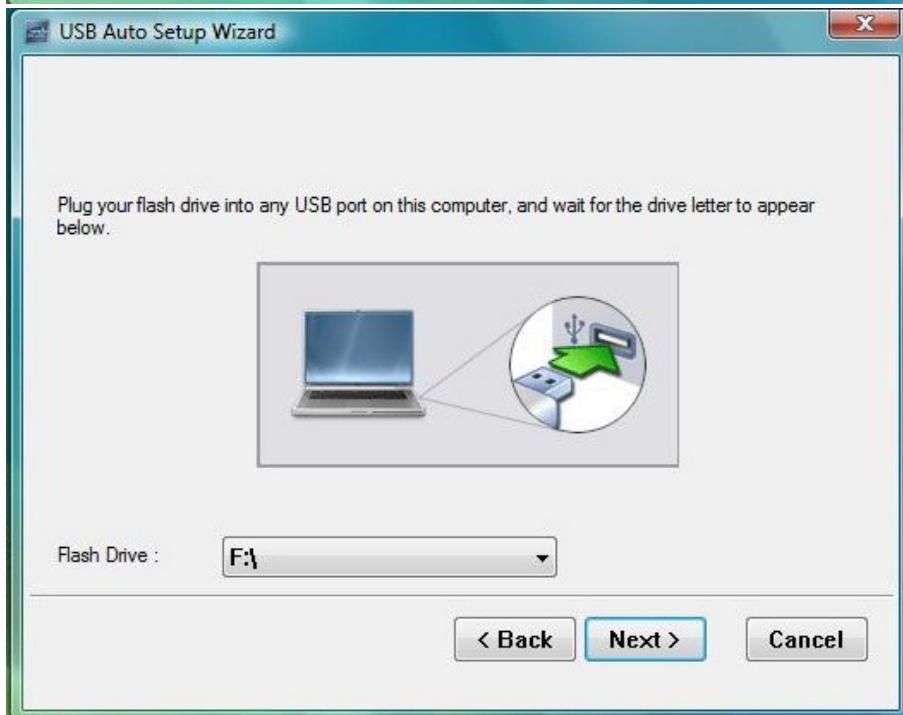 USB Auto Setup Wizard
Plug your flash drive into any USB port on this computer, and wait for the drive letter to appear
below.
Flash Drive :
F:\
< Back
Next >
Cancel